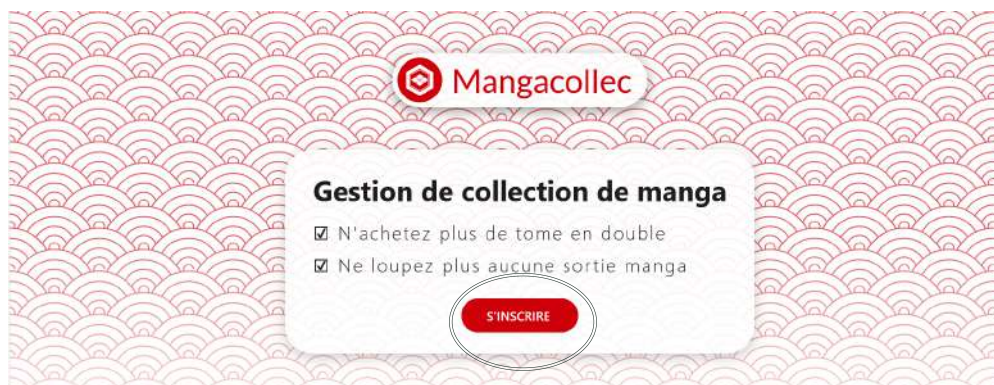 Mangacollec
Gestion de collection de manga
☑ N'achetez plus de tome en double
☑ Ne loupez plus aucune sortie manga
S'INSCRIRE